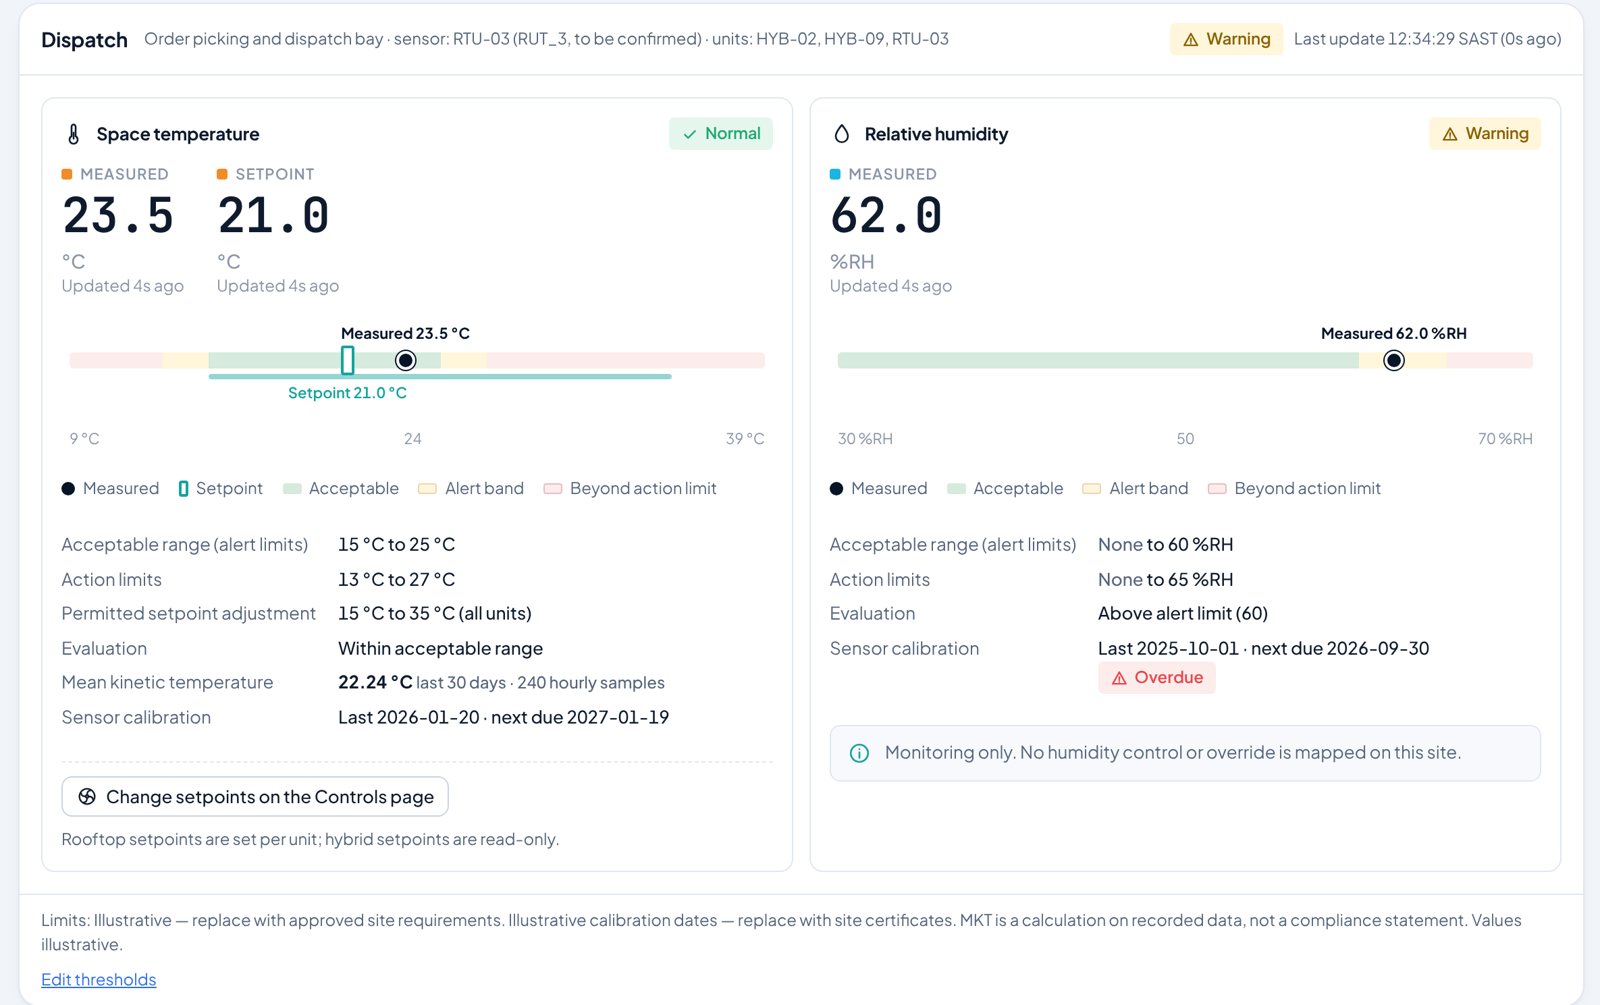 Dispatch Order picking and dispatch bay · sensor: RTU-03 (RUT_3, to be confirmed) · units: HYB-02, HYB-09, RTU-03 Warning Last update 12:34:29 SAST (0s ago)
Space temperature Normal
MEASURED SETPOINT
23.5 21.0
°C °C
Updated 4s ago Updated 4s ago
Measured 23.5 °C
Setpoint 21.0 °C
9 °C 24 39 °C
Measured Setpoint Acceptable Alert band Beyond action limit
Acceptable range (alert limits) 15 °C to 25 °C
Action limits 13 °C to 27 °C
Permitted setpoint adjustment 15 °C to 35 °C (all units)
Evaluation Within acceptable range
Mean kinetic temperature 22.24 °C last 30 days · 240 hourly samples
Sensor calibration Last 2026-01-20 · next due 2027-01-19
Change setpoints on the Controls page
Rooftop setpoints are set per unit; hybrid setpoints are read-only.
Relative humidity Warning
MEASURED
62.0
%RH
Updated 4s ago
Measured 62.0 %RH
30 %RH 50 70 %RH
Measured Acceptable Alert band Beyond action limit
Acceptable range (alert limits) None to 60 %RH
Action limits None to 65 %RH
Evaluation Above alert limit (60)
Sensor calibration Last 2025-10-01 · next due 2026-09-30
Overdue
Monitoring only. No humidity control or override is mapped on this site.
Limits: Illustrative — replace with approved site requirements. Illustrative calibration dates — replace with site certificates. MKT is a calculation on recorded data, not a compliance statement. Values
illustrative.
Edit thresholds